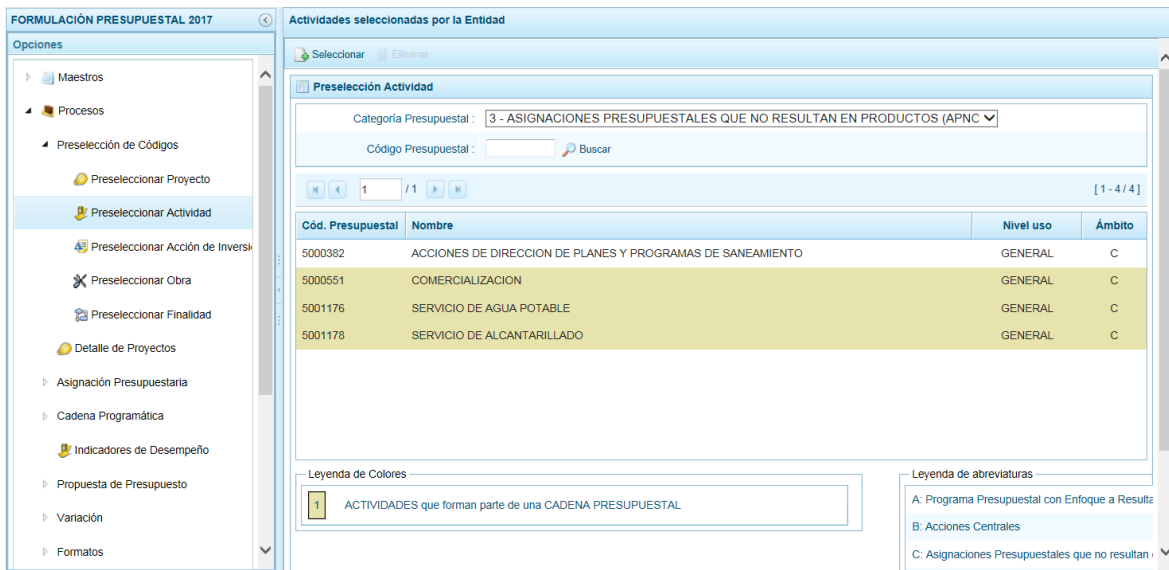 FORMULACIÓN PRESUPUESTAL 2017
Opciones
Maestros
Procesos
Preselección de Códigos
Preseleccionar Proyecto
Preseleccionar Actividad
Preseleccionar Acción de Inversi
Preseleccionar Obra
Preseleccionar Finalidad
Detalle de Proyectos
Asignación Presupuestaria
Cadena Programática
Indicadores de Desempeño
Propuesta de Presupuesto
Variación
Formatos
Actividades seleccionadas por la Entidad
Seleccionar Eliminar
Preselección Actividad
Categoría Presupuestal : 3 - ASIGNACIONES PRESUPUESTALES QUE NO RESULTAN EN PRODUCTOS (APNO
Código Presupuestal : Buscar
1 / 1 [ 1 - 4 / 4 ]
Cód. Presupuestal Nombre Nivel uso Ámbito
5000382 ACCIONES DE DIRECCION DE PLANES Y PROGRAMAS DE SANEAMIENTO GENERAL C
5000551 COMERCIALIZACION GENERAL C
5001176 SERVICIO DE AGUA POTABLE GENERAL C
5001178 SERVICIO DE ALCANTARILLADO GENERAL C
Leyenda de Colores
1 ACTIVIDADES que forman parte de una CADENA PRESUPUESTAL
Leyenda de abreviaturas
A: Programa Presupuestal con Enfoque a Resulta
B: Acciones Centrales
C: Asignaciones Presupuestales que no resultan